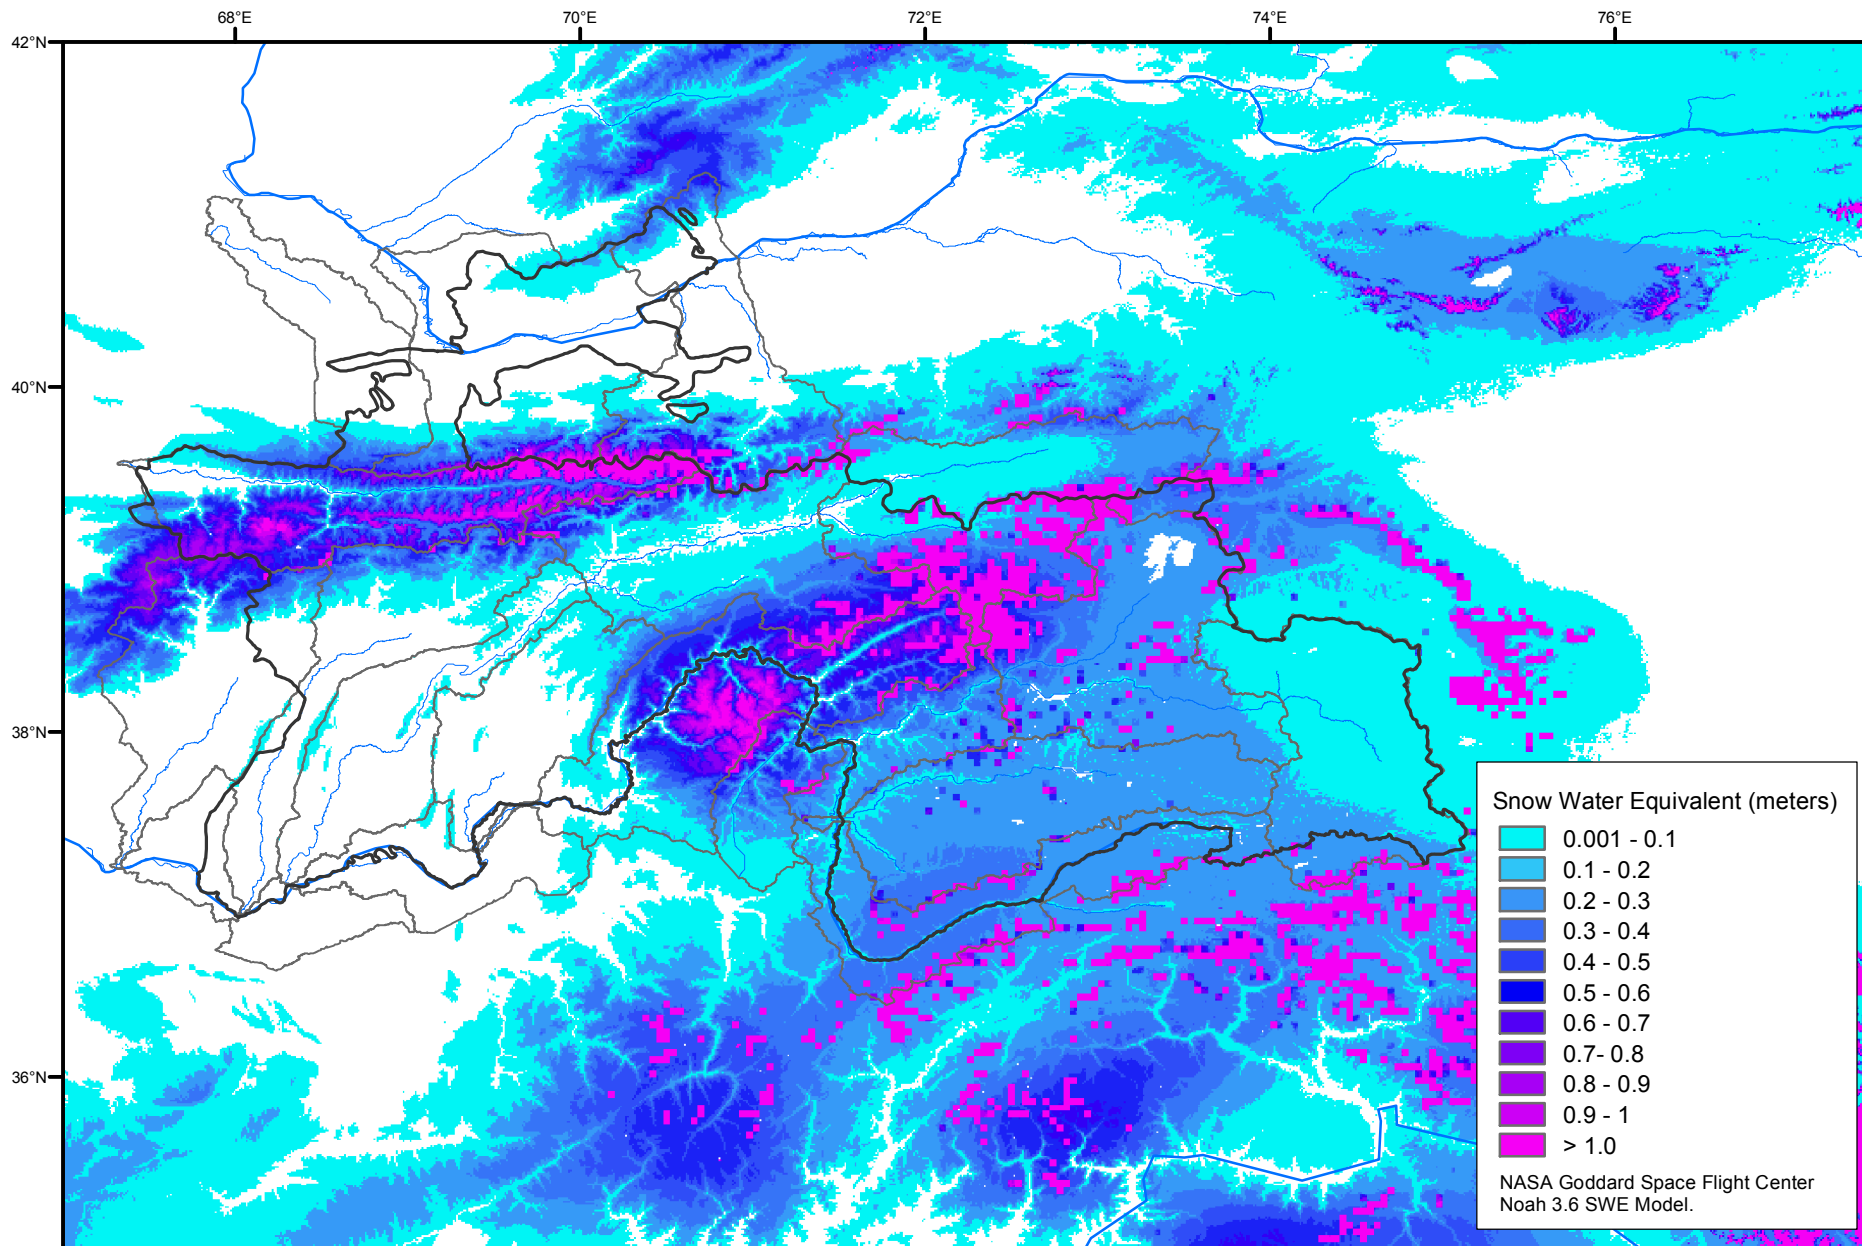 68°E
70°E
72°E
74°E
76°E
42°N
40°N
38°N
36°N
Snow Water Equivalent (meters)
0.001 - 0.1
0.1 - 0.2
0.2 - 0.3
0.3 - 0.4
0.4 - 0.5
0.5 - 0.6
0.6 - 0.7
0.7- 0.8
0.8 - 0.9
0.9 - 1
> 1.0
NASA Goddard Space Flight Center
Noah 3.6 SWE Model.